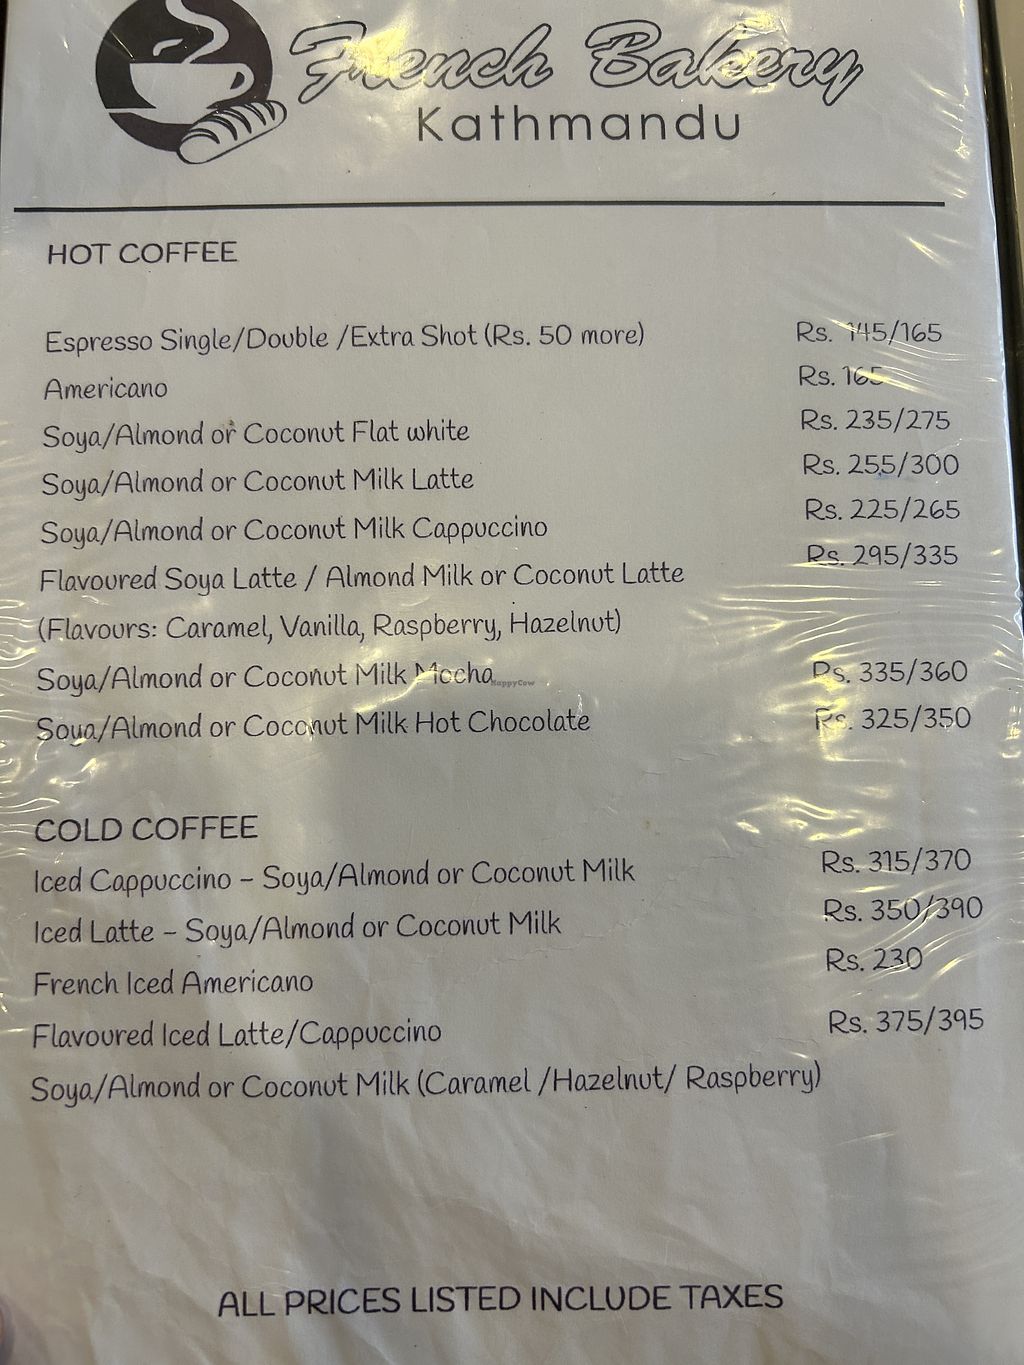 French Bakery
Kathmandu
HOT COFFEE
Espresso Single/Double /Extra Shot (Rs. 50 more) Rs. 145/165
Americano Rs. 165
Soya/Almond or Coconut Flat white Rs. 235/275
Soya/Almond or Coconut Milk Latte Rs. 255/300
Soya/Almond or Coconut Milk Cappuccino Rs. 225/265
Flavoured Soya Latte / Almond Milk or Coconut Latte Rs. 295/335
(Flavours: Caramel, Vanilla, Raspberry, Hazelnut)
Soya/Almond or Coconut Milk Mocha Rs. 335/360
HappyCow
Soya/Almond or Coconut Milk Hot Chocolate Rs. 325/350
COLD COFFEE
Iced Cappuccino - Soya/Almond or Coconut Milk Rs. 315/370
Iced Latte - Soya/Almond or Coconut Milk Rs. 350/390
French Iced Americano Rs. 230
Flavoured Iced Latte/Cappuccino Rs. 375/395
Soya/Almond or Coconut Milk (Caramel /Hazelnut/ Raspberry)
ALL PRICES LISTED INCLUDE TAXES